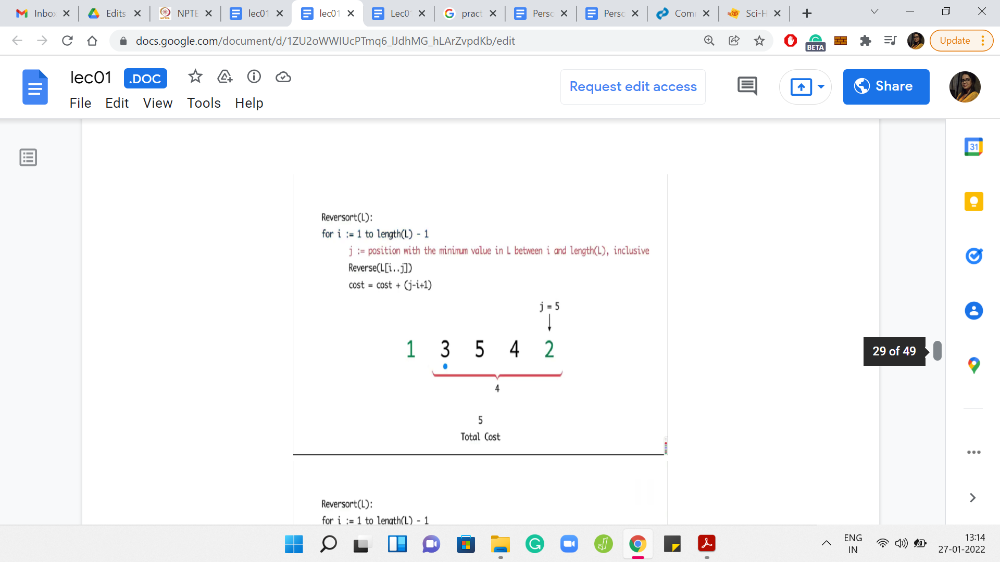 Inbox
Edits
NPTE
lec01
lec01
Lec01
pract
Perso
Perso
Com
Sci-H
docs.google.com/document/d/1ZU2oWWIUcPTmq6_lJdhMG_hLArZvpdKb/edit
BETA
Update
lec01 .DOC
Request edit access
Share
File Edit View Tools Help
31
Reversort(L):
for i := 1 to length(L) - 1
j := position with the minimum value in L between i and length(L), inclusive
Reverse(L[i..j])
cost = cost + (j-i+1)
j = 5
1 3 5 4 2
4
5
Total Cost
29 of 49
Reversort(L):
for i := 1 to length(L) - 1
ENG
IN
13:14
27-01-2022